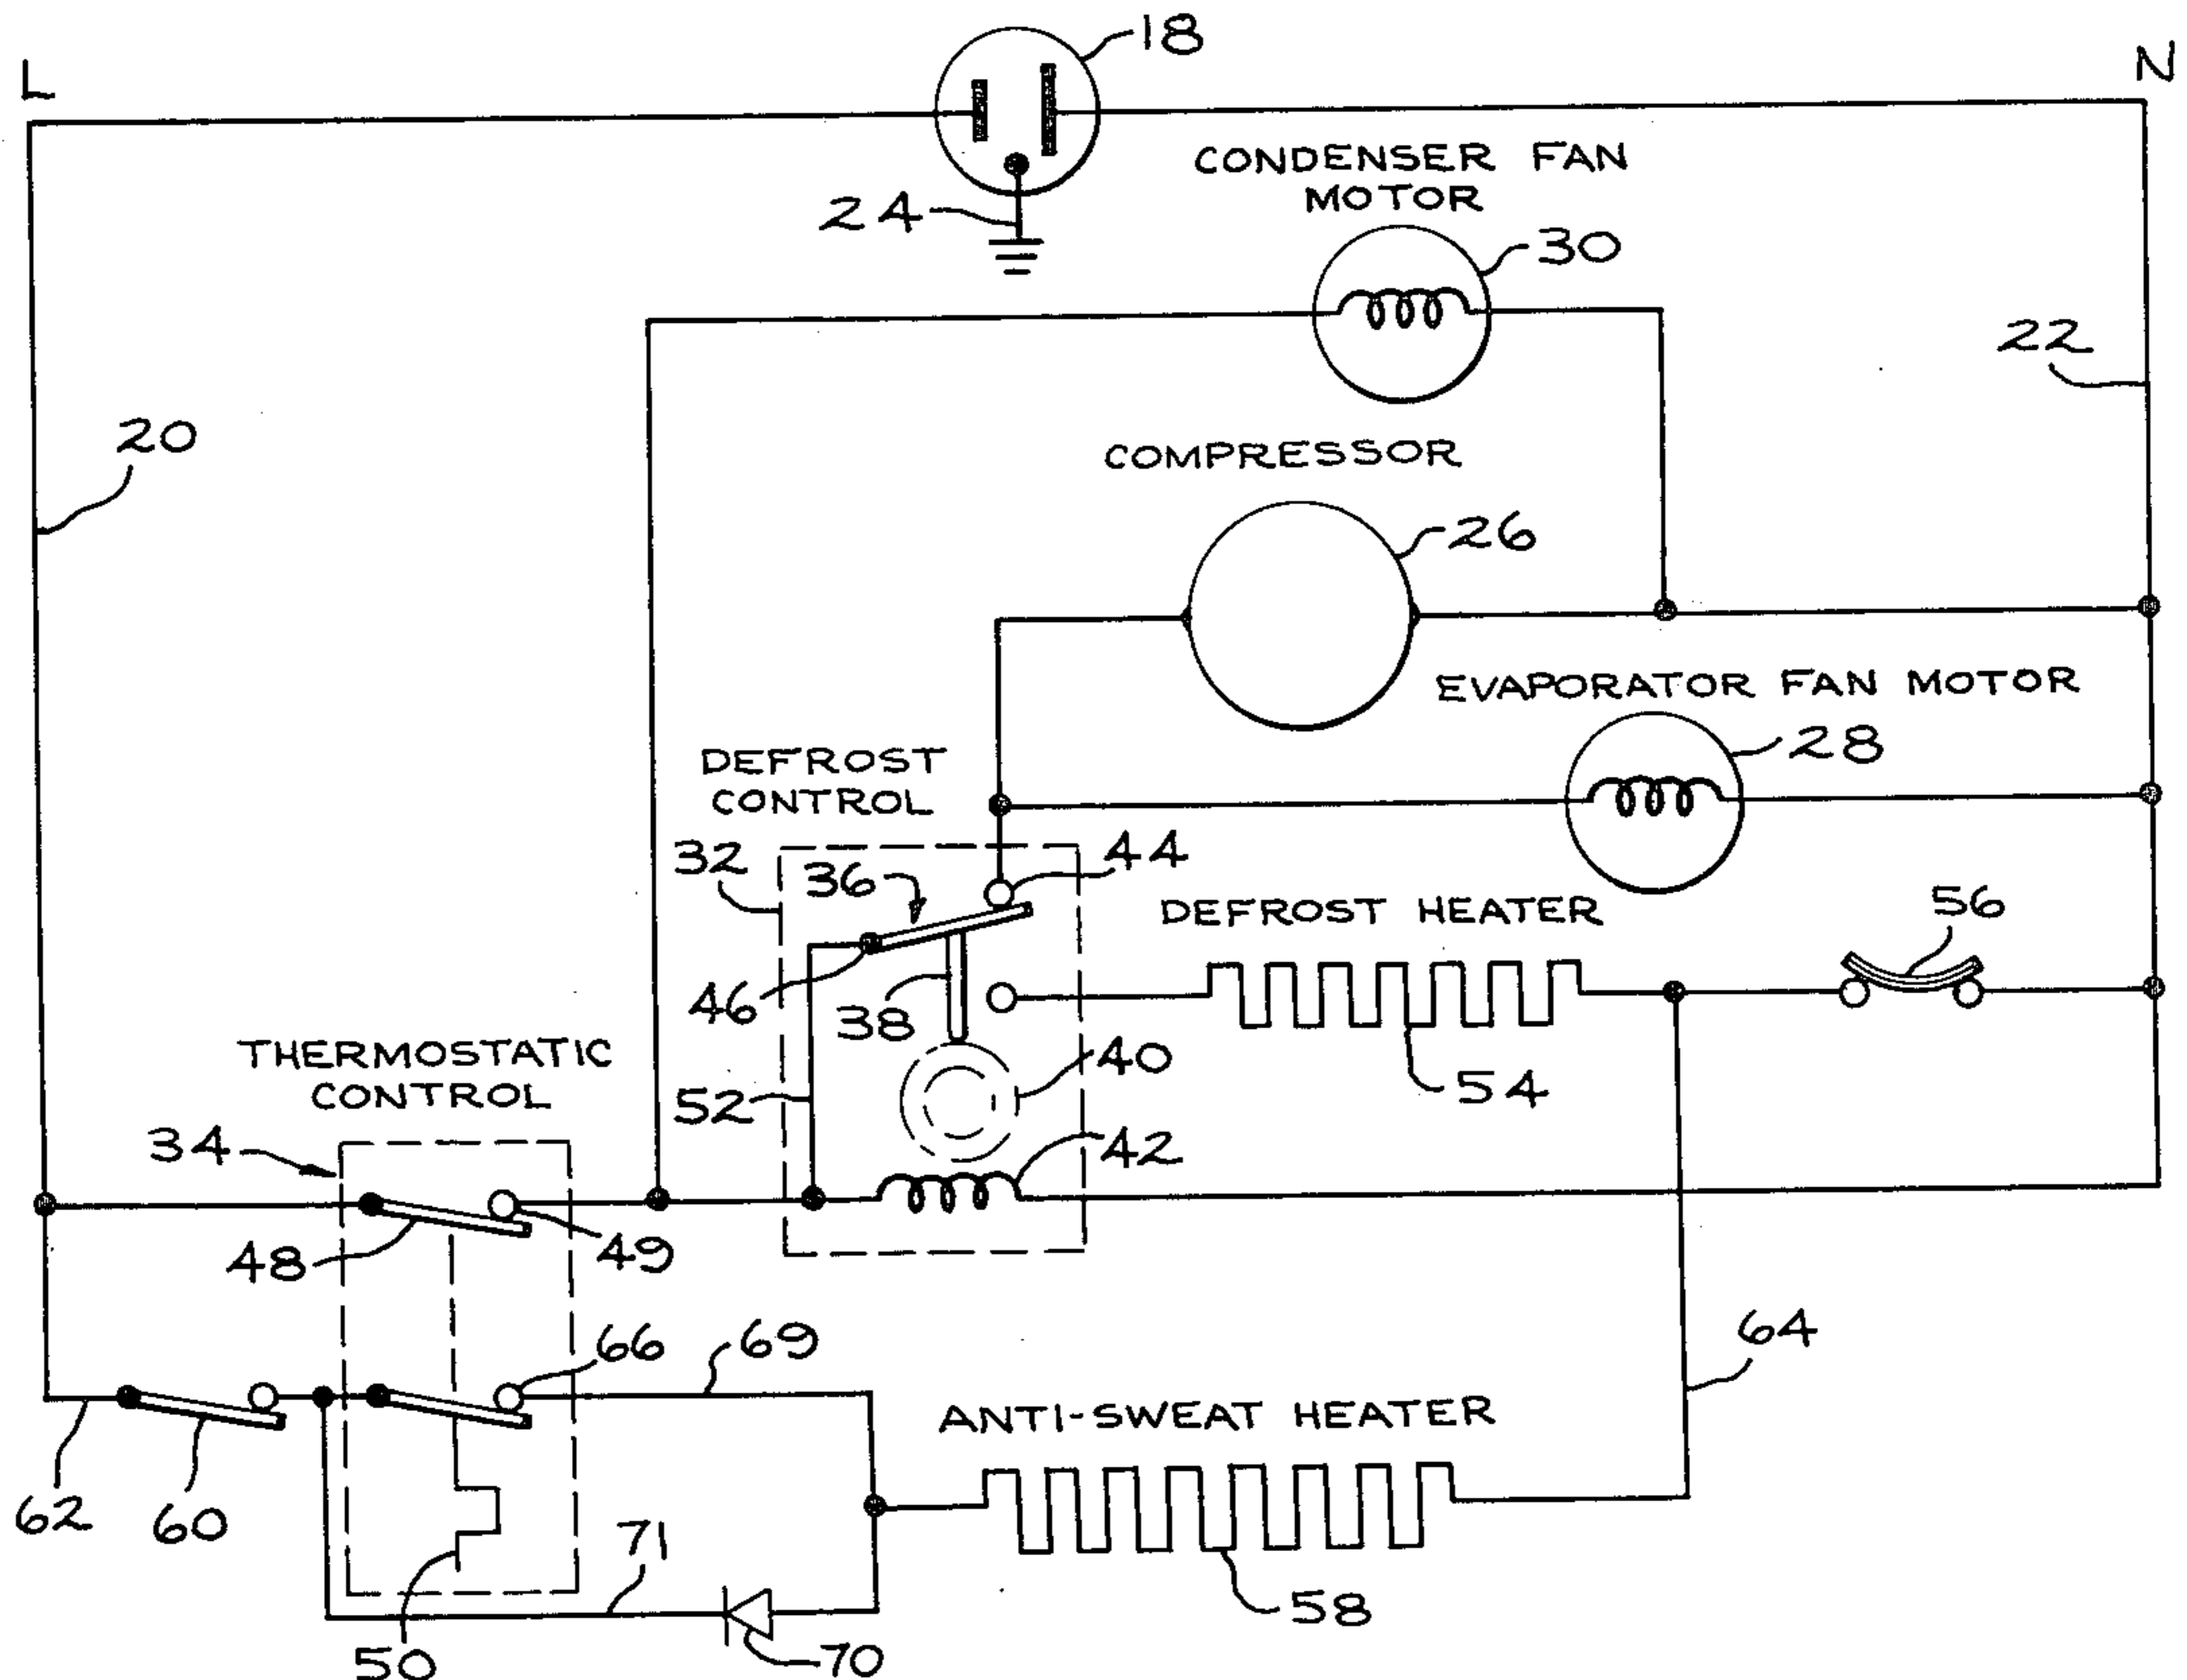 18
L
N
CONDENSER FAN
MOTOR
24
30
22
20
COMPRESSOR
26
EVAPORATOR FAN MOTOR
28
DEFROST
CONTROL
32
36
44
DEFROST HEATER
56
46
38
THERMOSTATIC
CONTROL
40
52
54
34
42
48
49
66
69
64
ANTI-SWEAT HEATER
62
60
71
58
50
70